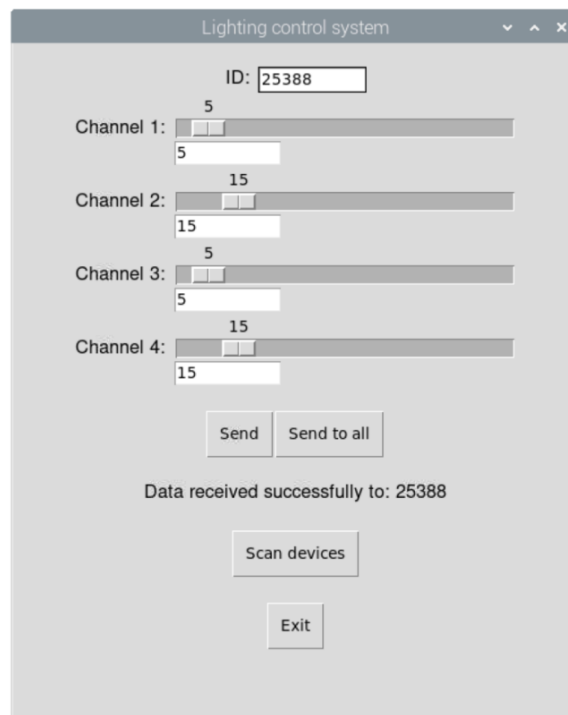 Lighting control system
ID: 25388
5
Channel 1:
5
15
Channel 2:
15
5
Channel 3:
5
15
Channel 4:
15
Send Send to all
Data received successfully to: 25388
Scan devices
Exit